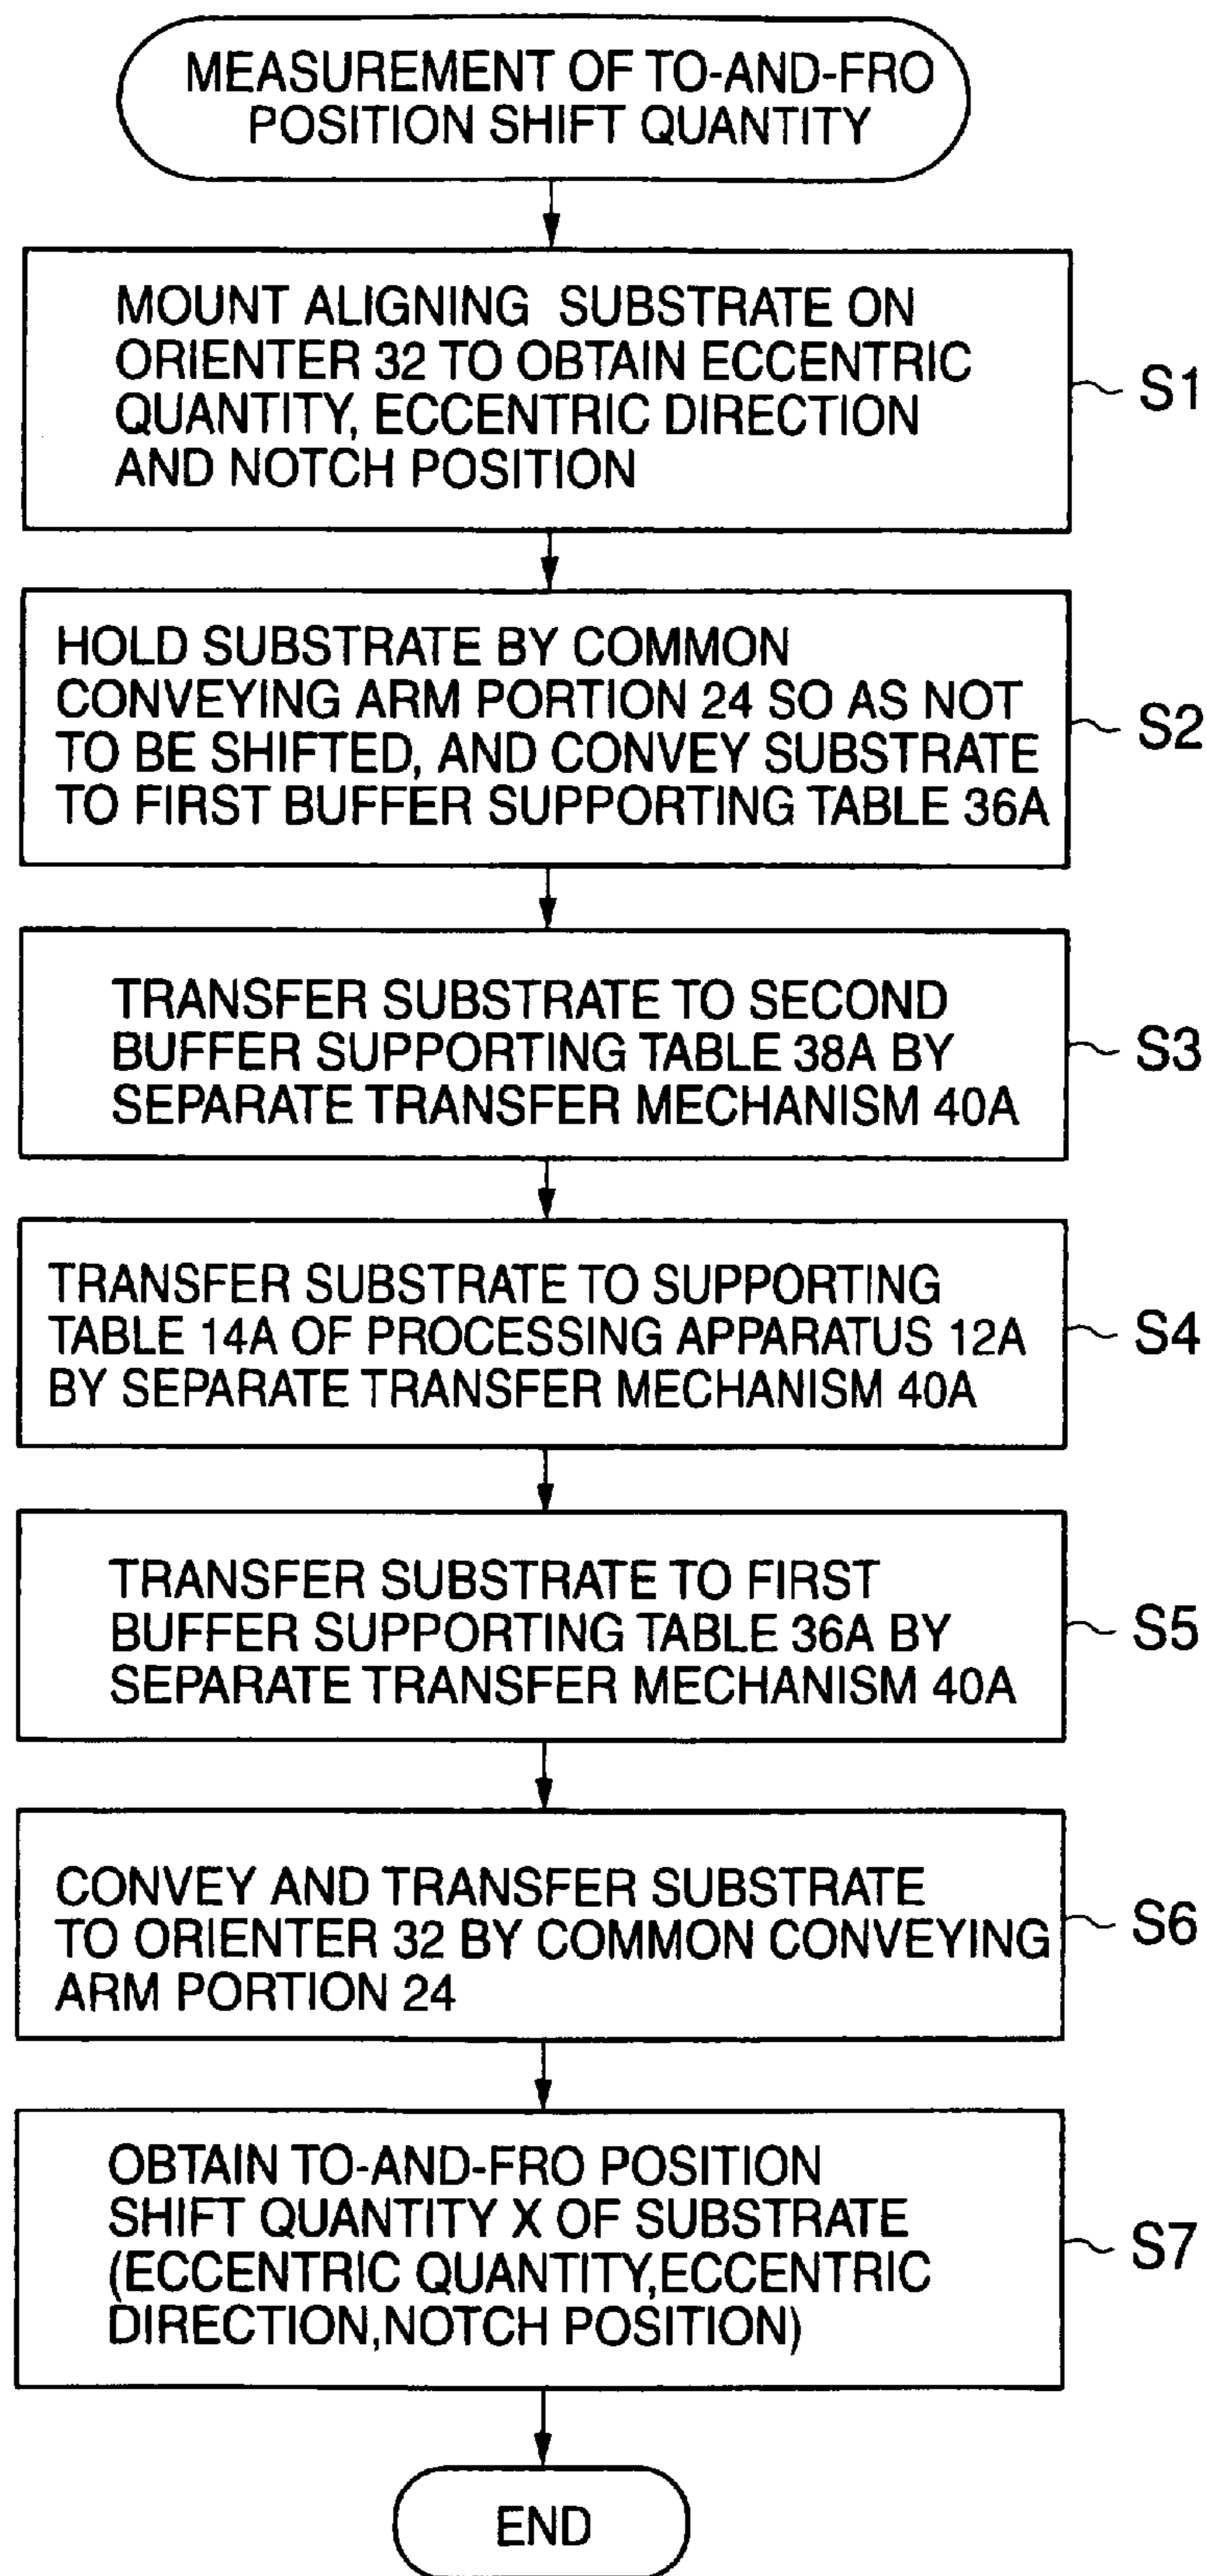 MEASUREMENT OF TO-AND-FRO
POSITION SHIFT QUANTITY
MOUNT ALIGNING SUBSTRATE ON
ORIENTER 32 TO OBTAIN ECCENTRIC
QUANTITY, ECCENTRIC DIRECTION
AND NOTCH POSITION
S1
HOLD SUBSTRATE BY COMMON
CONVEYING ARM PORTION 24 SO AS NOT
TO BE SHIFTED, AND CONVEY SUBSTRATE
TO FIRST BUFFER SUPPORTING TABLE 36A
S2
TRANSFER SUBSTRATE TO SECOND
BUFFER SUPPORTING TABLE 38A BY
SEPARATE TRANSFER MECHANISM 40A
S3
TRANSFER SUBSTRATE TO SUPPORTING
TABLE 14A OF PROCESSING APPARATUS 12A
BY SEPARATE TRANSFER MECHANISM 40A
S4
TRANSFER SUBSTRATE TO FIRST
BUFFER SUPPORTING TABLE 36A BY
SEPARATE TRANSFER MECHANISM 40A
S5
CONVEY AND TRANSFER SUBSTRATE
TO ORIENTER 32 BY COMMON CONVEYING
ARM PORTION 24
S6
OBTAIN TO-AND-FRO POSITION
SHIFT QUANTITY X OF SUBSTRATE
(ECCENTRIC QUANTITY,ECCENTRIC
DIRECTION,NOTCH POSITION)
S7
END